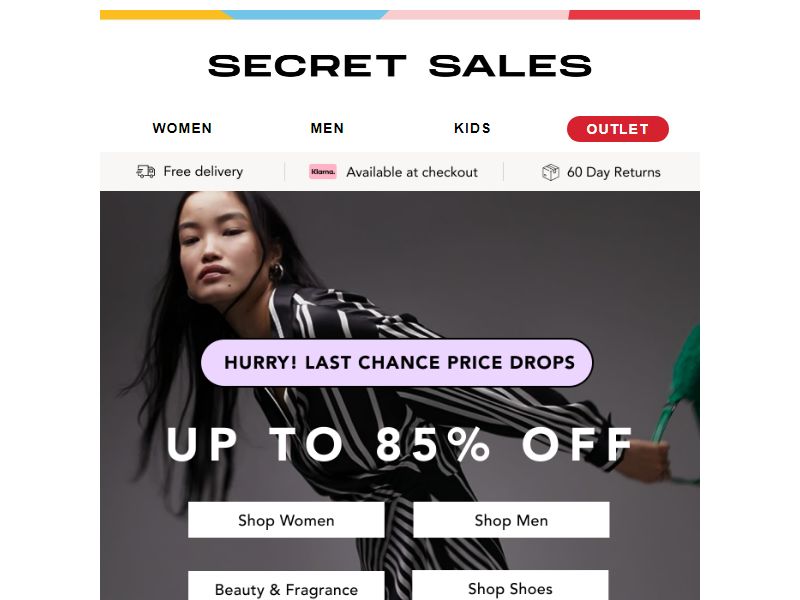 SECRET SALES
WOMEN MEN KIDS OUTLET
Free delivery Klarna. Available at checkout 60 Day Returns
HURRY! LAST CHANCE PRICE DROPS
UP TO 85% OFF
Shop Women Shop Men
Beauty & Fragrance Shop Shoes